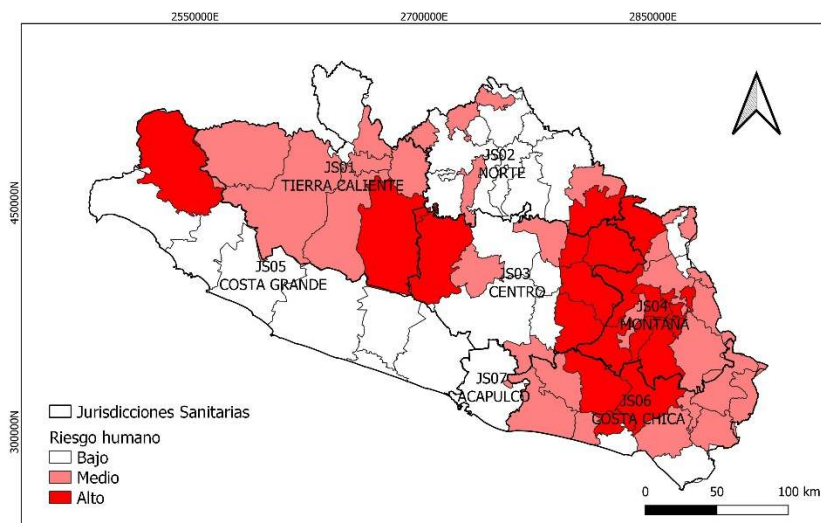 2550000E 2700000E 2850000E
450000N
300000N
JS01
TIERRA CALIENTE
JS02
NORTE
JS05
COSTA GRANDE
JS03
CENTRO
JS04
MONTAÑA
JS07
ACAPULCO
JS06
COSTA CHICA
Jurisdicciones Sanitarias
Riesgo humano
Bajo
Medio
Alto
0 50 100 km